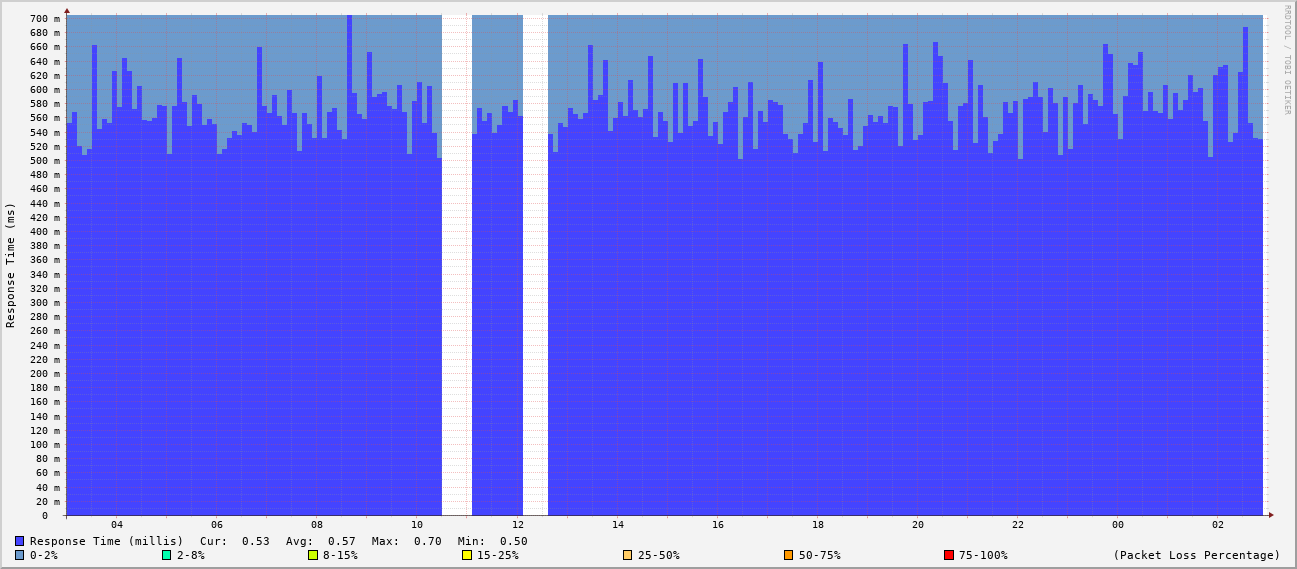 700 m
680 m
660 m
640 m
620 m
600 m
580 m
560 m
540 m
520 m
500 m
480 m
460 m
440 m
420 m
400 m
380 m
360 m
340 m
320 m
300 m
280 m
260 m
240 m
220 m
200 m
180 m
160 m
140 m
120 m
100 m
80 m
60 m
40 m
20 m
0
Response Time (ms)
RRDTOOL / TOBI OETIKER
04 06 08 10 12 14 16 18 20 22 00 02
Response Time (millis) Cur: 0.53 Avg: 0.57 Max: 0.70 Min: 0.50
0-2% 2-8% 8-15% 15-25% 25-50% 50-75% 75-100% (Packet Loss Percentage)